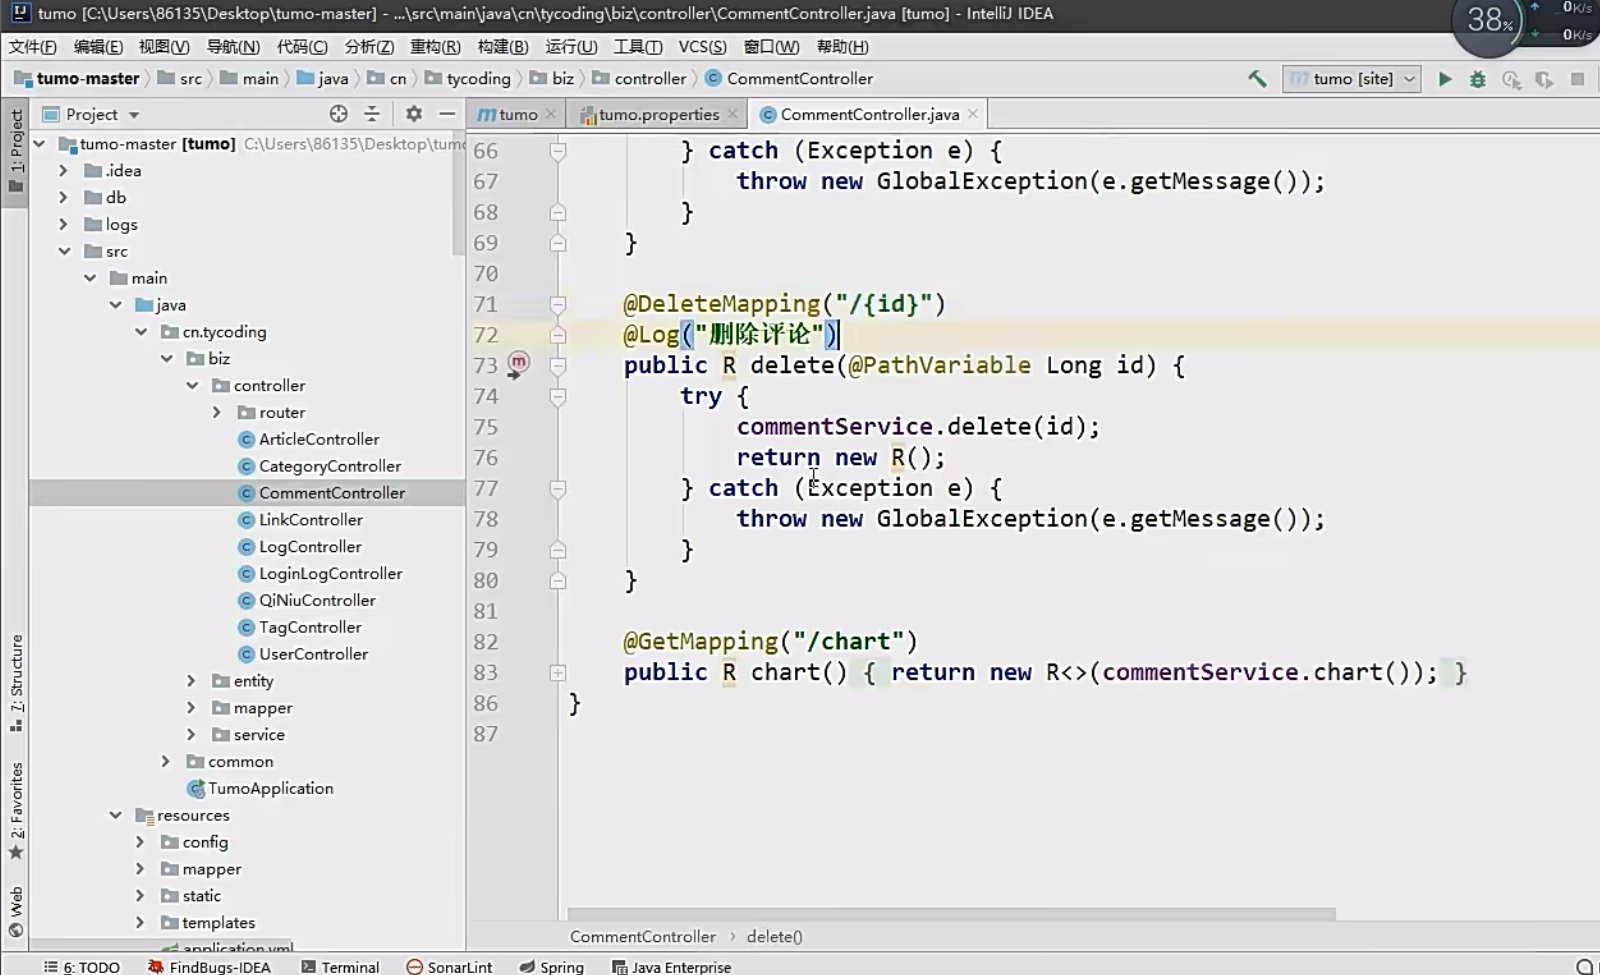 tumo [C:\Users\86135\Desktop\tumo-master] - ...\src\main\java\cn\tycoding\biz\controller\CommentController.java [tumo] - IntelliJ IDEA
38%
0K/s
0K/s
文件(F) 编辑(E) 视图(V) 导航(N) 代码(C) 分析(Z) 重构(R) 构建(B) 运行(U) 工具(T) VCS(S) 窗口(W) 帮助(H)
tumo-master src main java cn tycoding biz controller CommentController
tumo [site]
1: Project
7: Structure
2: Favorites
Web
Project
tumo-master [tumo] C:\Users\86135\Desktop\tumo
.idea
db
logs
src
main
java
cn.tycoding
biz
controller
router
ArticleController
CategoryController
CommentController
LinkController
LogController
LoginLogController
QiNiuController
TagController
UserController
entity
mapper
service
common
TumoApplication
resources
config
mapper
static
templates
application.yml
tumo tumo.properties CommentController.java
66 } catch (Exception e) {
67 throw new GlobalException(e.getMessage());
68 }
69 }
70
71 @DeleteMapping("/{id}")
72 @Log("删除评论")
73 public R delete(@PathVariable Long id) {
74 try {
75 commentService.delete(id);
76 return new R();
77 } catch (Exception e) {
78 throw new GlobalException(e.getMessage());
79 }
80 }
81
82 @GetMapping("/chart")
83 public R chart() { return new R<>(commentService.chart()); }
86 }
87
CommentController › delete()
6: TODO FindBugs-IDEA Terminal SonarLint Spring Java Enterprise